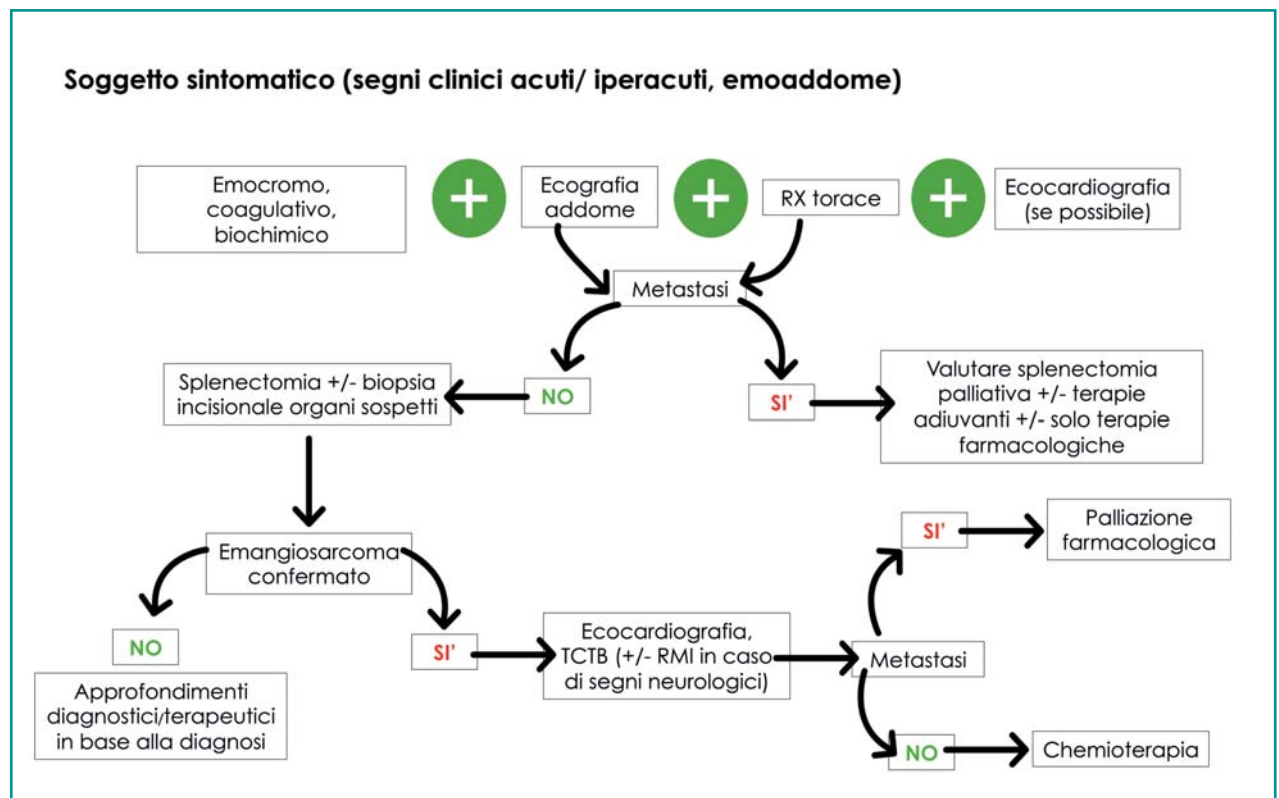 Soggetto sintomatico (segni clinici acuti/ iperacuti, emoaddome)
Emocromo,
coagulativo,
biochimico
+
Ecografia
addome
+
RX torace
+
Ecocardiografia
(se possibile)
Metastasi
Splenectomia +/- biopsia
incisionale organi sospetti
NO
SI'
Valutare splenectomia
palliativa +/- terapie
adiuvanti +/- solo terapie
farmacologiche
Emangiosarcoma
confermato
NO
Approfondimenti
diagnostici/terapeutici
in base alla diagnosi
SI'
Ecocardiografia,
TCTB (+/- RMI in caso
di segni neurologici)
Metastasi
SI'
Palliazione
farmacologica
NO
Chemioterapia